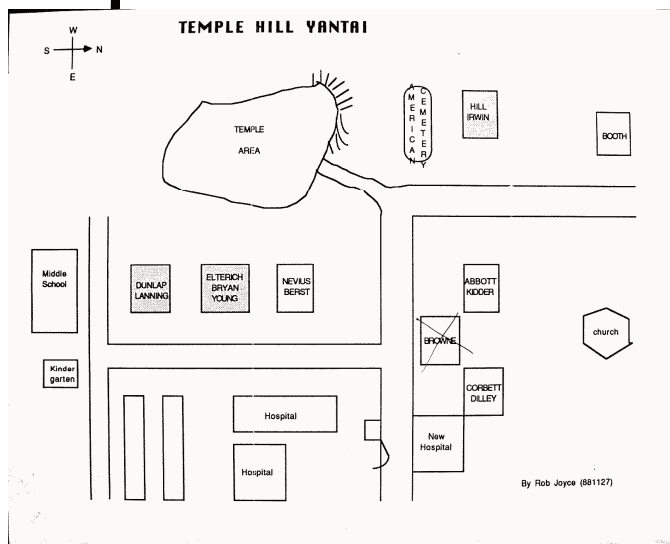 TEMPLE HILL YANTAI
W
S N
E
TEMPLE
AREA
AMERICAN
CEMETERY
HILL
IRWIN
BOOTH
Middle
School
DUNLAP
LANNING
ELTERICH
BRYAN
YOUNG
NEVIUS
BERST
ABBOTT
KIDDER
BROWNE
church
Kinder
garten
CORBETT
DILLEY
Hospital
New
Hospital
Hospital
By Rob Joyce (881127)